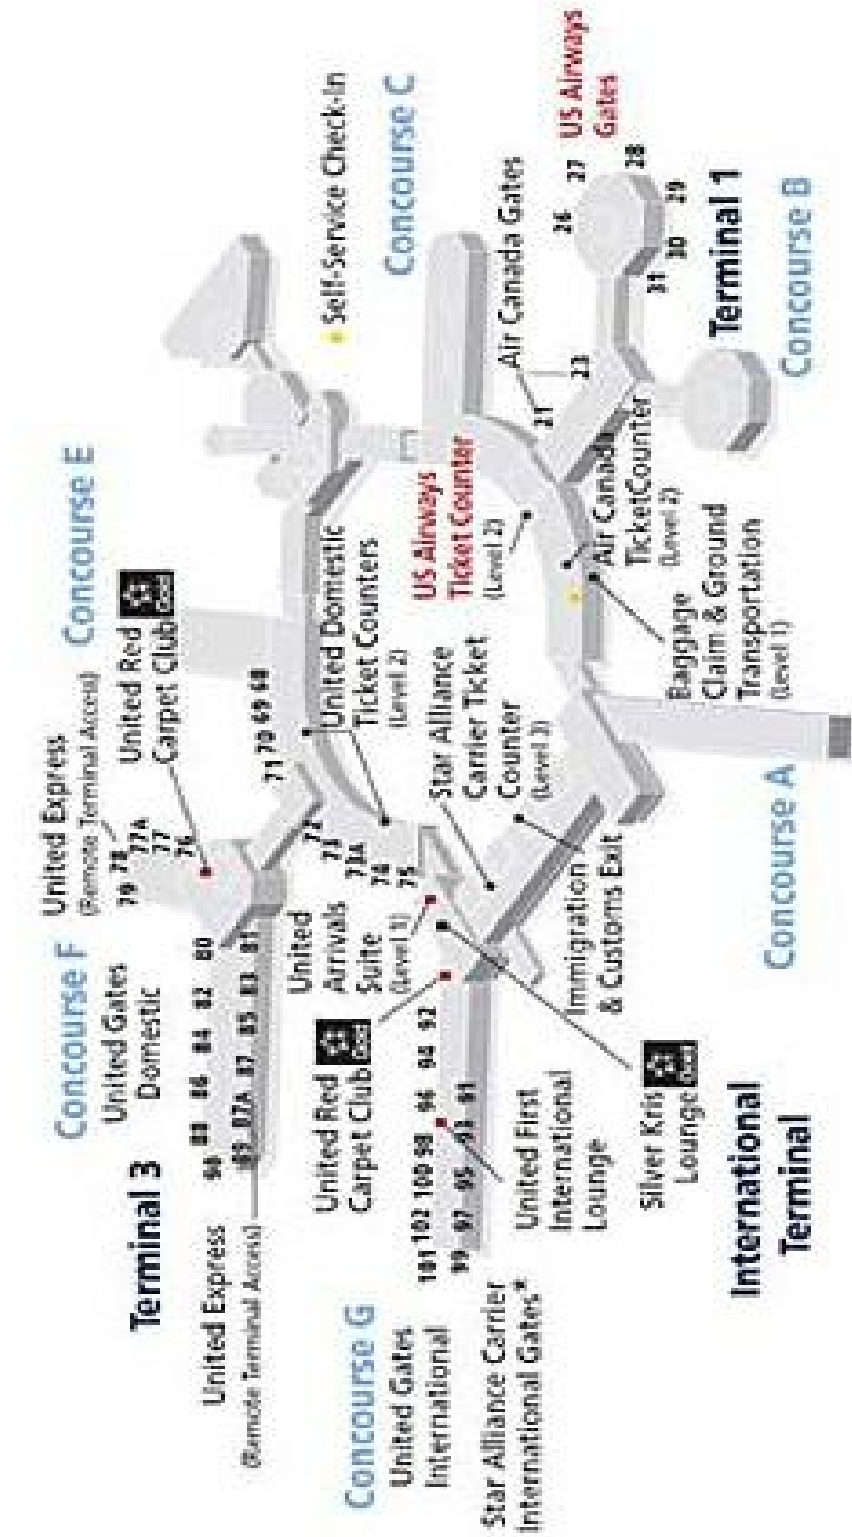 Concourse F
United Gates
Domestic
Terminal 3
United Express
(Remote Terminal Access)
United Express
(Remote Terminal Access)
79 78
77A
77
76
United Red
Carpet Club
Concourse E
90 88 86 84 82 80
89 87A 87 85 83 81
71 70 69 68
72
73
73A
74
75
United Domestic
Ticket Counters
(Level 2)
Self-Service Check-In
Concourse C
Concourse G
United Gates
International
Star Alliance Carrier
International Gates*
United Red
Carpet Club
United
Arrivals
Suite
(Level 1)
101 102 100 98 96 94 92
99 97 95 93 91
United First
International
Lounge
Silver Kris
Lounge
International
Terminal
Immigration
& Customs Exit
Star Alliance
Carrier Ticket
Counter
(Level 3)
Concourse A
US Airways
Ticket Counter
(Level 2)
Air Canada
TicketCounter
(Level 2)
Baggage
Claim & Ground
Transportation
(Level 1)
Air Canada Gates
21
23
26
27
28
29
30
31
US Airways
Gates
Terminal 1
Concourse B